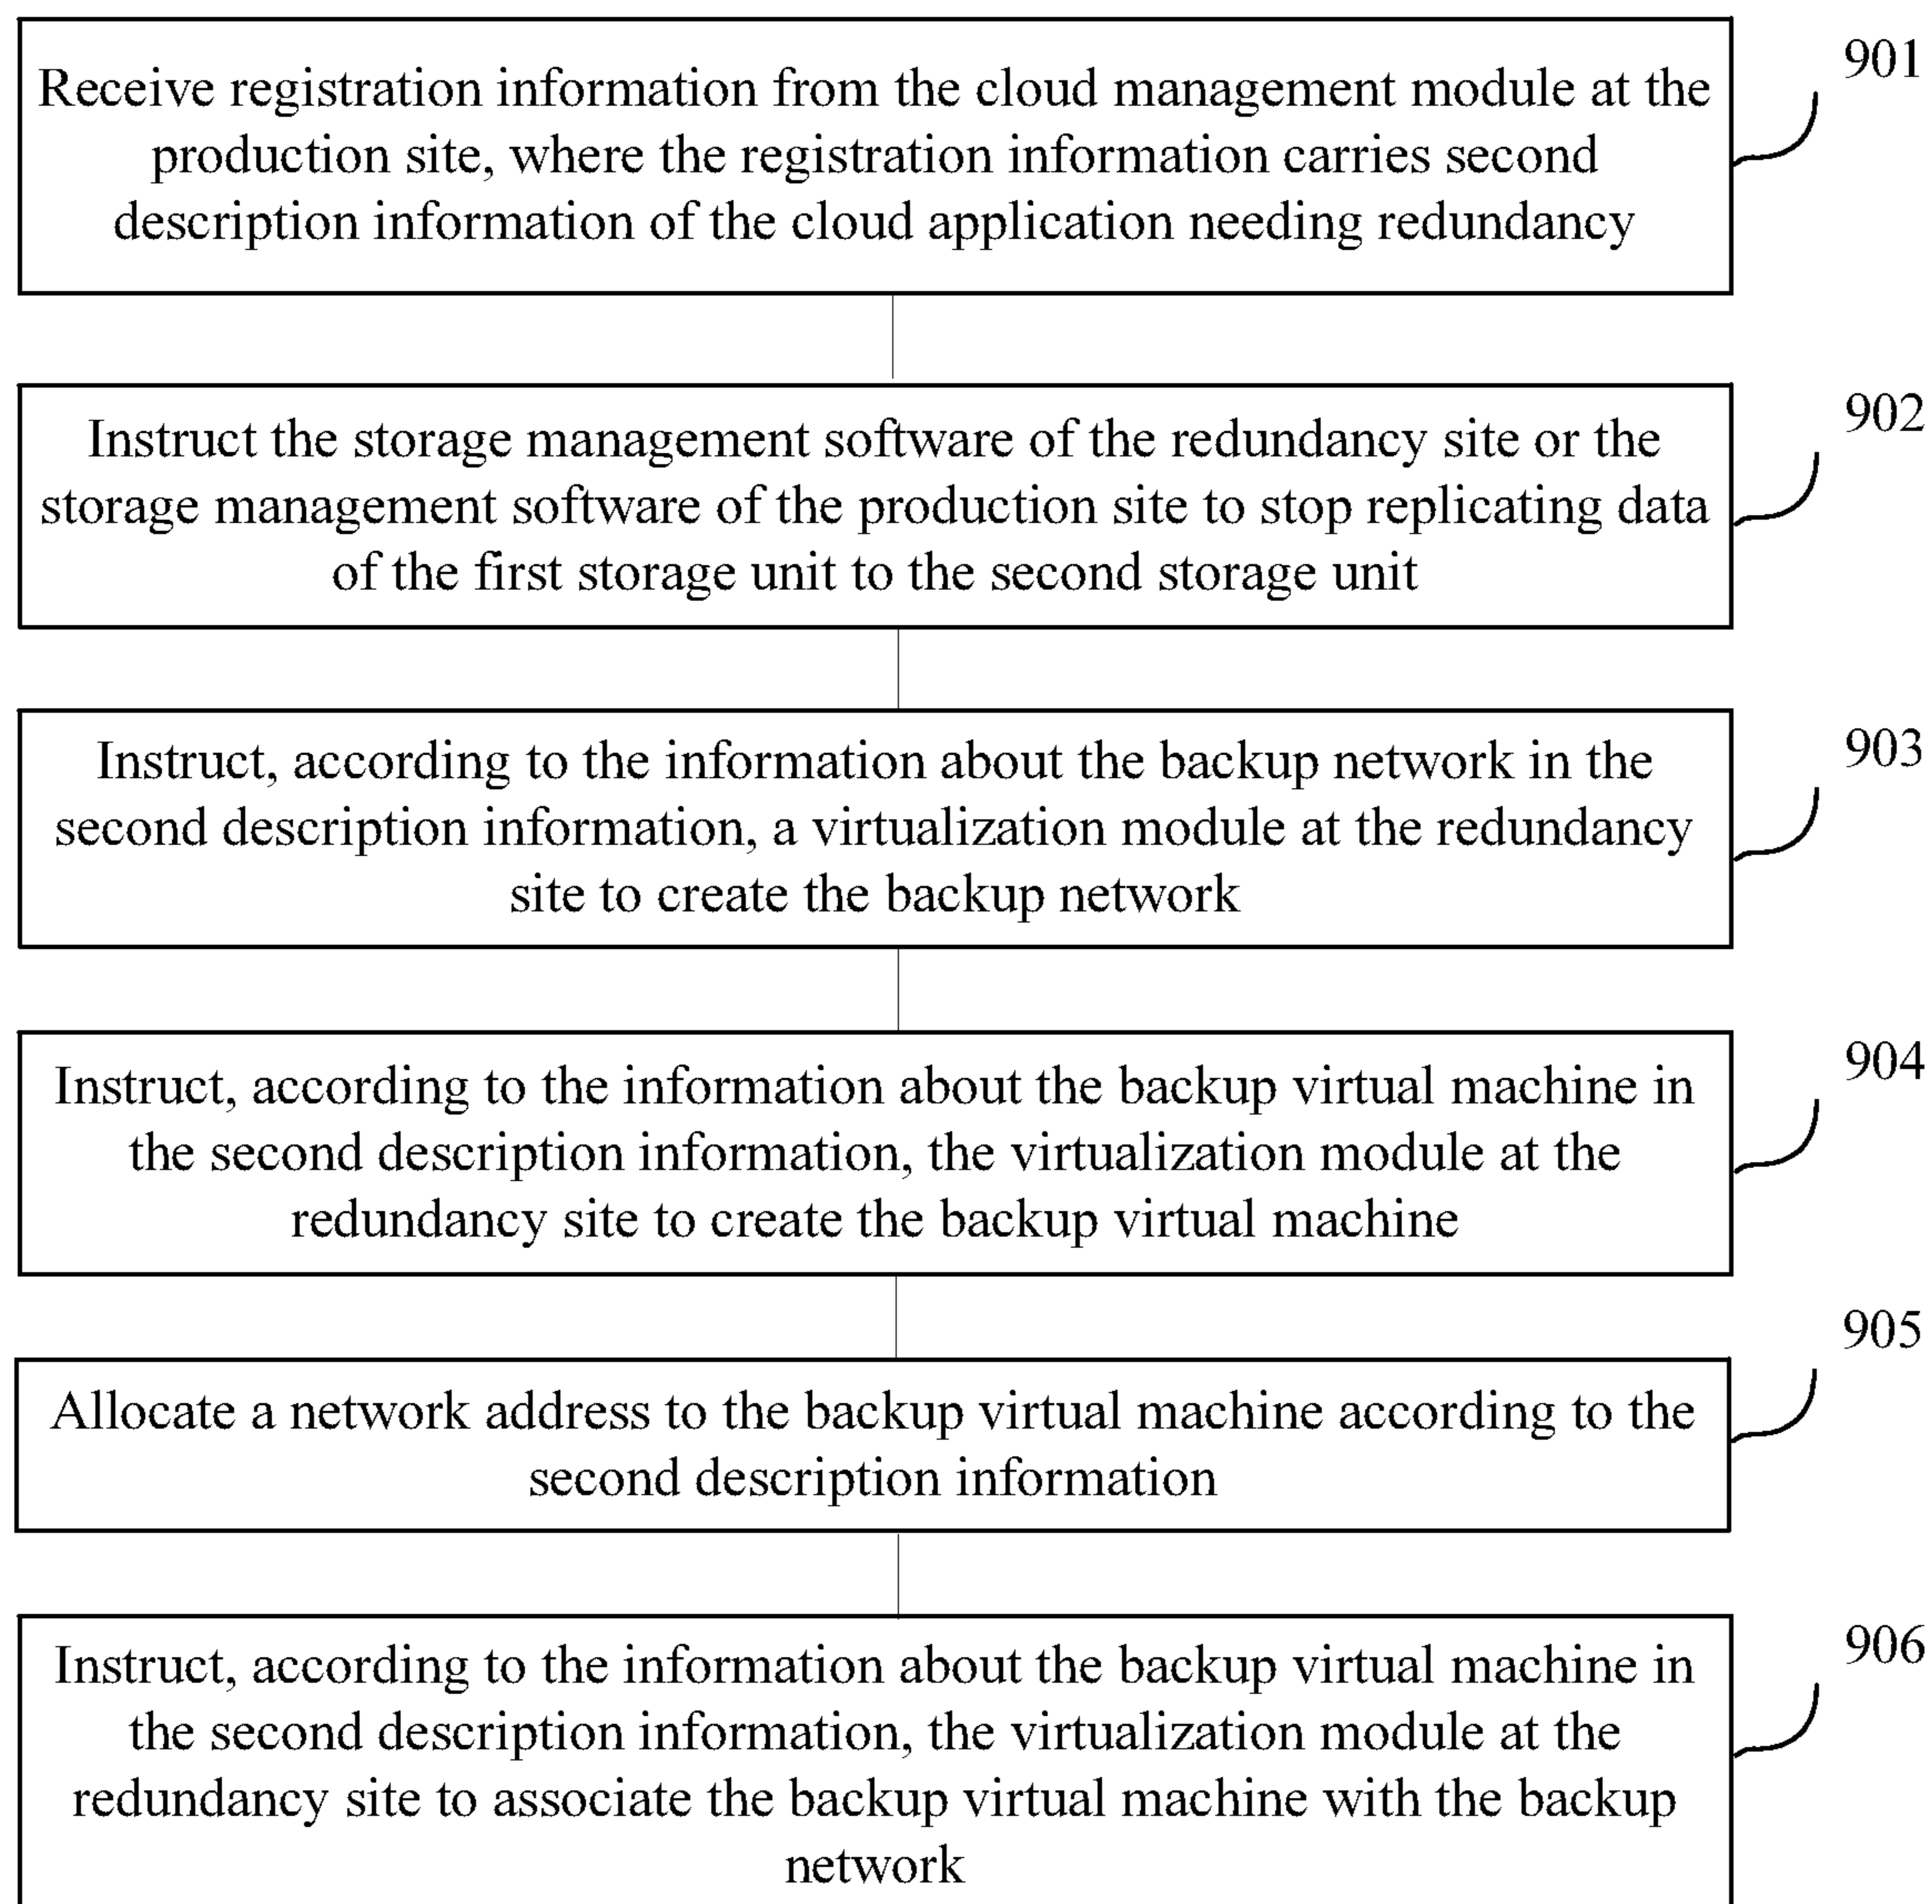 Receive registration information from the cloud management module at the
production site, where the registration information carries second
description information of the cloud application needing redundancy
901
Instruct the storage management software of the redundancy site or the
storage management software of the production site to stop replicating data
of the first storage unit to the second storage unit
902
Instruct, according to the information about the backup network in the
second description information, a virtualization module at the redundancy
site to create the backup network
903
Instruct, according to the information about the backup virtual machine in
the second description information, the virtualization module at the
redundancy site to create the backup virtual machine
904
Allocate a network address to the backup virtual machine according to the
second description information
905
Instruct, according to the information about the backup virtual machine in
the second description information, the virtualization module at the
redundancy site to associate the backup virtual machine with the backup
network
906